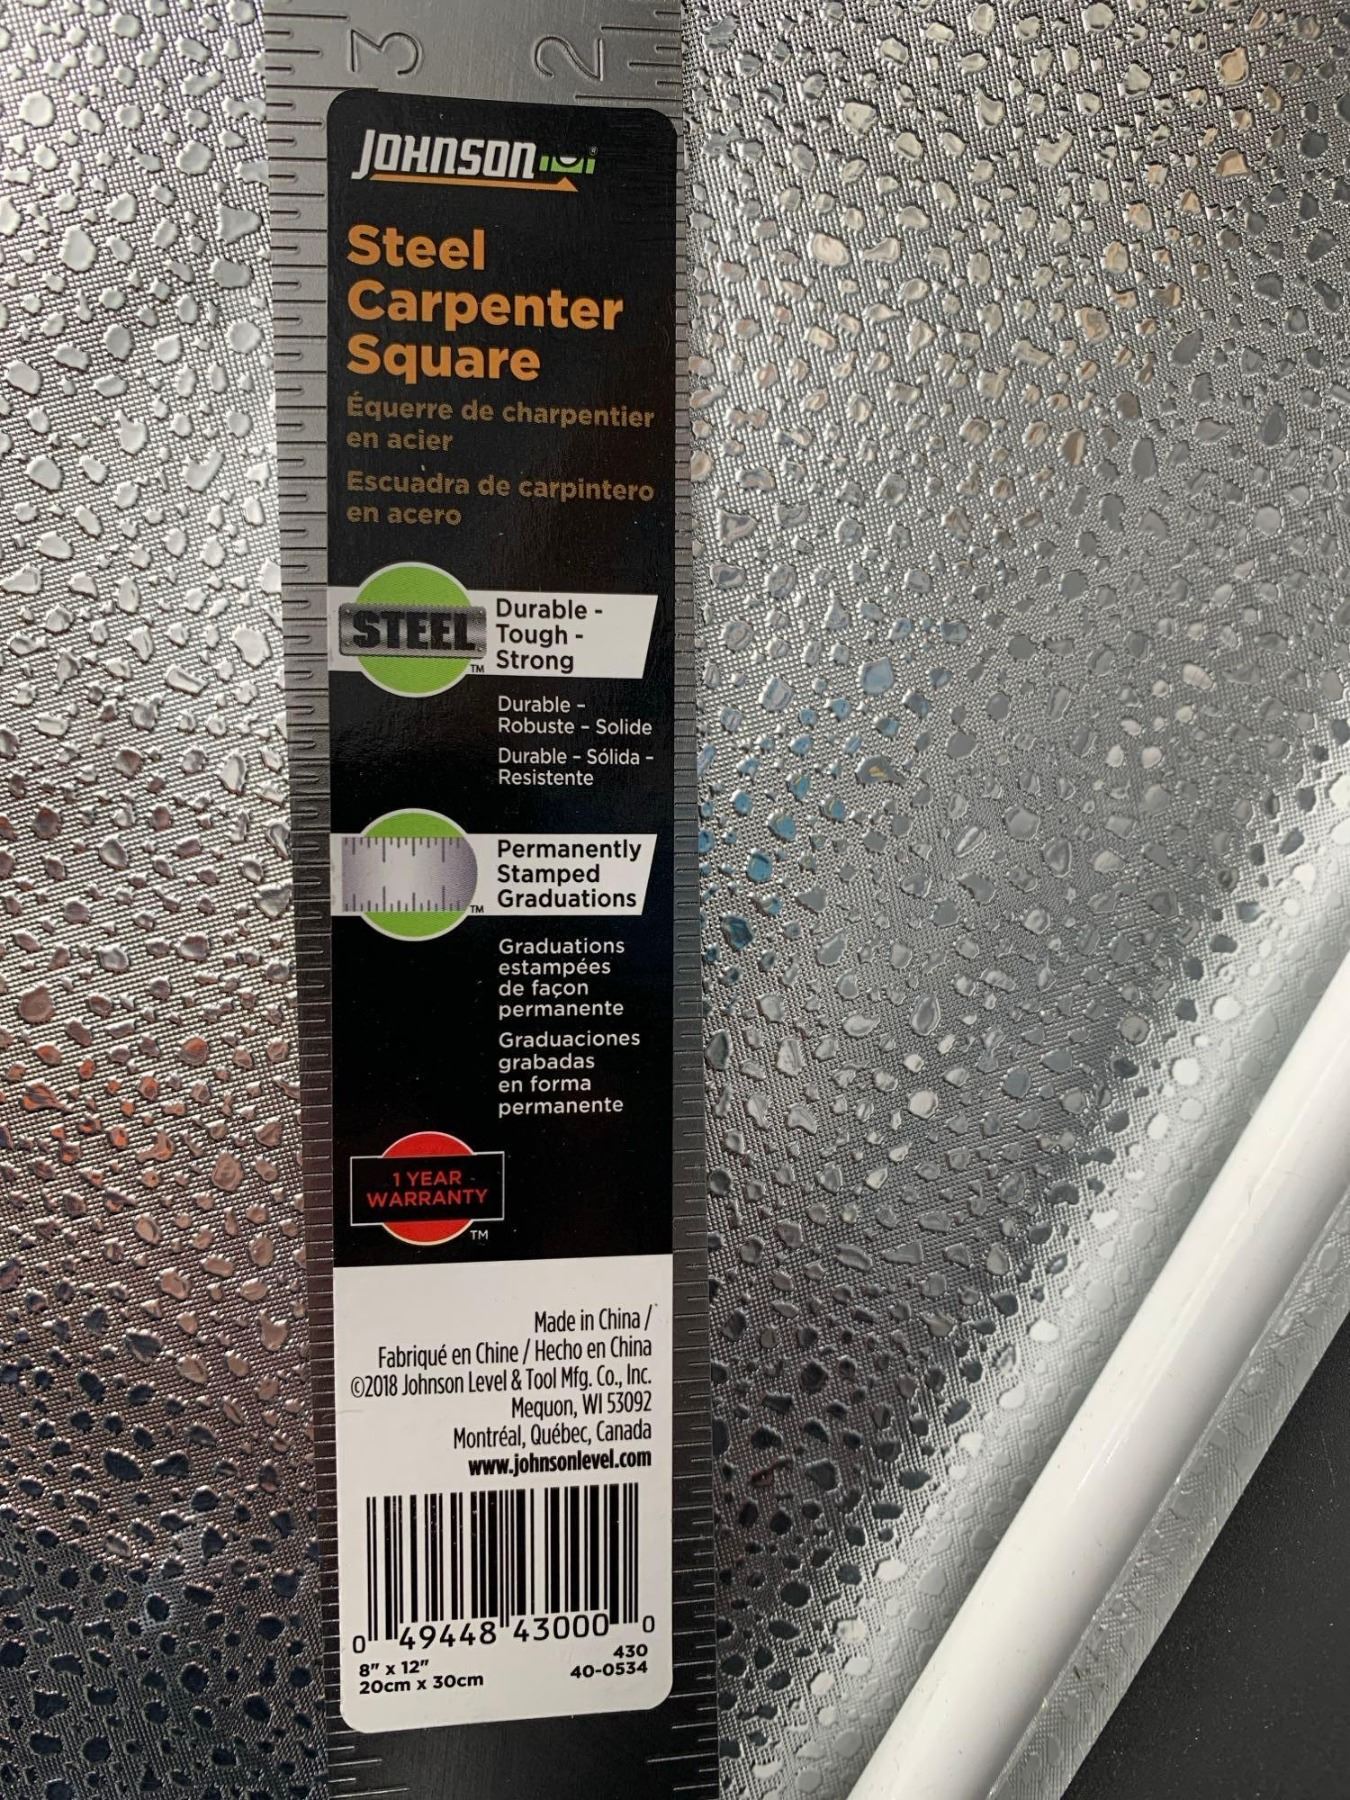 3 2
JOHNSON
Steel
Carpenter
Square
Équerre de charpentier
en acier
Escuadra de carpintero
en acero
STEEL™
Durable -
Tough -
Strong
Durable -
Robuste - Solide
Durable - Sólida -
Resistente
™
Permanently
Stamped
Graduations
Graduations
estampées
de façon
permanente
Graduaciones
grabadas
en forma
permanente
1 YEAR
WARRANTY
™
Made in China /
Fabriqué en Chine / Hecho en China
©2018 Johnson Level & Tool Mfg. Co., Inc.
Mequon, WI 53092
Montréal, Québec, Canada
www.johnsonlevel.com
0 49448 43000 0
8" x 12" 430
20cm x 30cm 40-0534